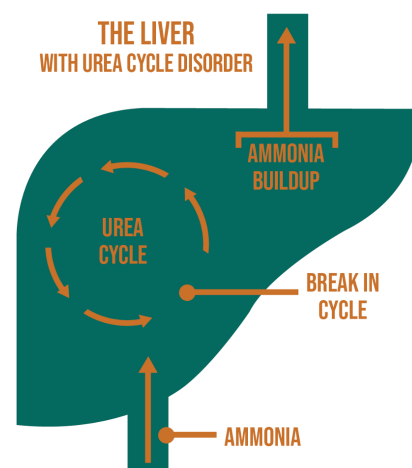 THE LIVER
WITH UREA CYCLE DISORDER
AMMONIA
BUILDUP
UREA
CYCLE
BREAK IN
CYCLE
AMMONIA